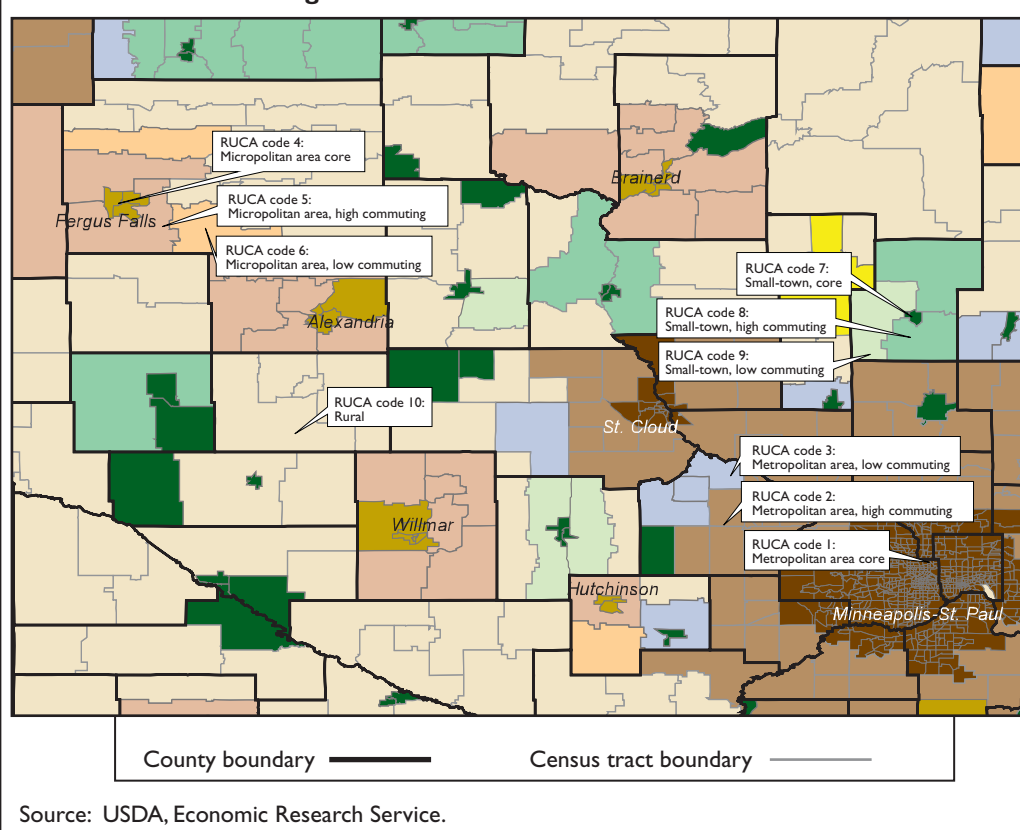 RUCA code 4:
Micropolitan area core
Brainerd
RUCA code 5:
Micropolitan area, high commuting
Fergus Falls
RUCA code 6:
Micropolitan area, low commuting
RUCA code 7:
Small-town, core
RUCA code 8:
Small-town, high commuting
Alexandria
RUCA code 9:
Small-town, low commuting
RUCA code 10:
Rural
St. Cloud
RUCA code 3:
Metropolitan area, low commuting
RUCA code 2:
Metropolitan area, high commuting
Willmar
RUCA code 1:
Metropolitan area core
Hutchinson
Minneapolis-St. Paul
County boundary
Census tract boundary
Source: USDA, Economic Research Service.